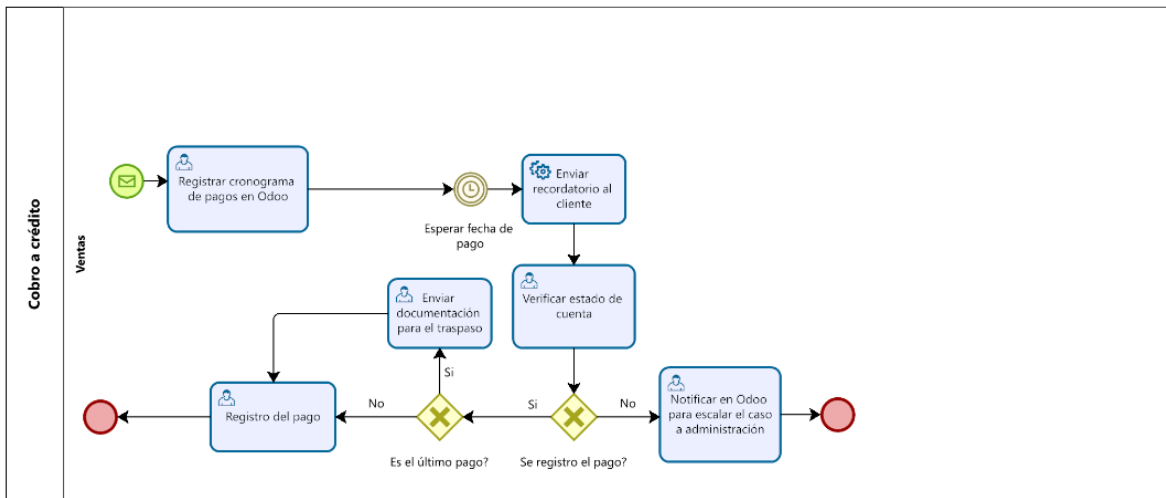 Cobro a crédito
Ventas
Registrar cronograma
de pagos en Odoo
Esperar fecha de
pago
Enviar
recordatorio al
cliente
Verificar estado de
cuenta
Enviar
documentación
para el traspaso
Si
Registro del pago
No
Es el último pago?
Si
Se registro el pago?
No
Notificar en Odoo
para escalar el caso
a administración